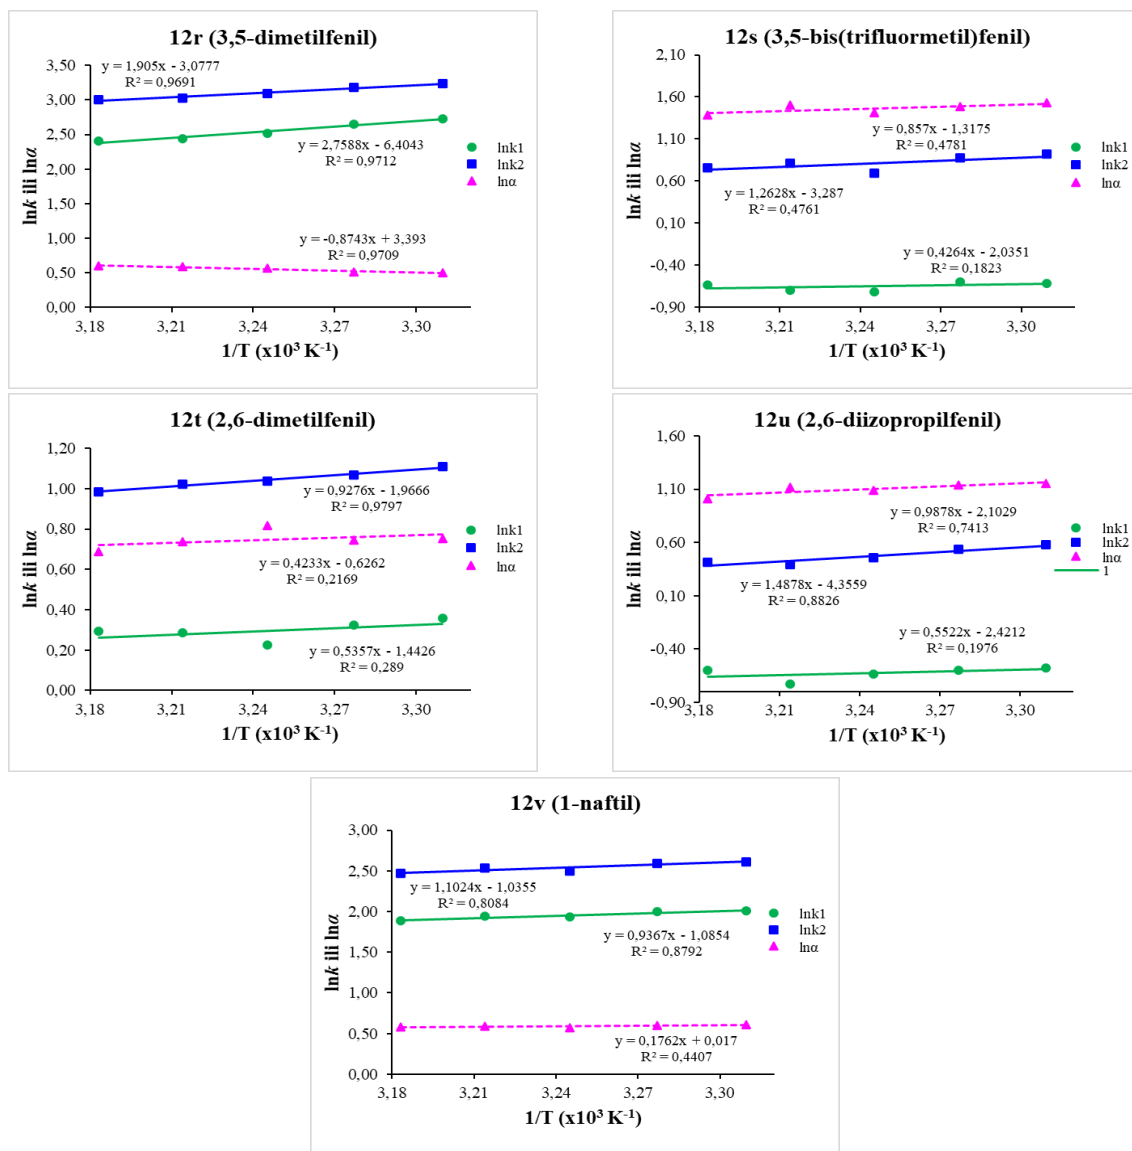 12r (3,5-dimetilfenil)
y = 1,905x - 3,0777
R² = 0,9691
3,50
3,00
2,50
2,00
1,50
1,00
0,50
0,00
y = 2,7588x - 6,4043
R² = 0,9712
y = -0,8743x + 3,393
R² = 0,9709
lnk1
lnk2
lnα
lnk ili lnα
3,18 3,21 3,24 3,27 3,30
1/T (x10³ K⁻¹)
12s (3,5-bis(trifluormetil)fenil)
2,10
1,60
1,10
0,60
0,10
-0,40
-0,90
y = 0,857x - 1,3175
R² = 0,4781
y = 1,2628x - 3,287
R² = 0,4761
y = 0,4264x - 2,0351
R² = 0,1823
lnk1
lnk2
lnα
lnk ili lnα
3,18 3,21 3,24 3,27 3,30
1/T (x10³ K⁻¹)
12t (2,6-dimetilfenil)
1,20
1,00
0,80
0,60
0,40
0,20
0,00
y = 0,9276x - 1,9666
R² = 0,9797
y = 0,4233x - 0,6262
R² = 0,2169
y = 0,5357x - 1,4426
R² = 0,289
lnk1
lnk2
lnα
lnk ili lnα
3,18 3,21 3,24 3,27 3,30
1/T (x10³ K⁻¹)
12u (2,6-diizopropilfenil)
1,60
1,10
0,60
0,10
-0,40
-0,90
y = 0,9878x - 2,1029
R² = 0,7413
y = 1,4878x - 4,3559
R² = 0,8826
y = 0,5522x - 2,4212
R² = 0,1976
lnk1
lnk2
lnα
1
lnk ili lnα
3,18 3,21 3,24 3,27 3,30
1/T (x10³ K⁻¹)
12v (1-naftil)
3,00
2,50
2,00
1,50
1,00
0,50
0,00
y = 1,1024x - 1,0355
R² = 0,8084
y = 0,9367x - 1,0854
R² = 0,8792
y = 0,1762x + 0,017
R² = 0,4407
lnk1
lnk2
lnα
lnk ili lnα
3,18 3,21 3,24 3,27 3,30
1/T (x10³ K⁻¹)